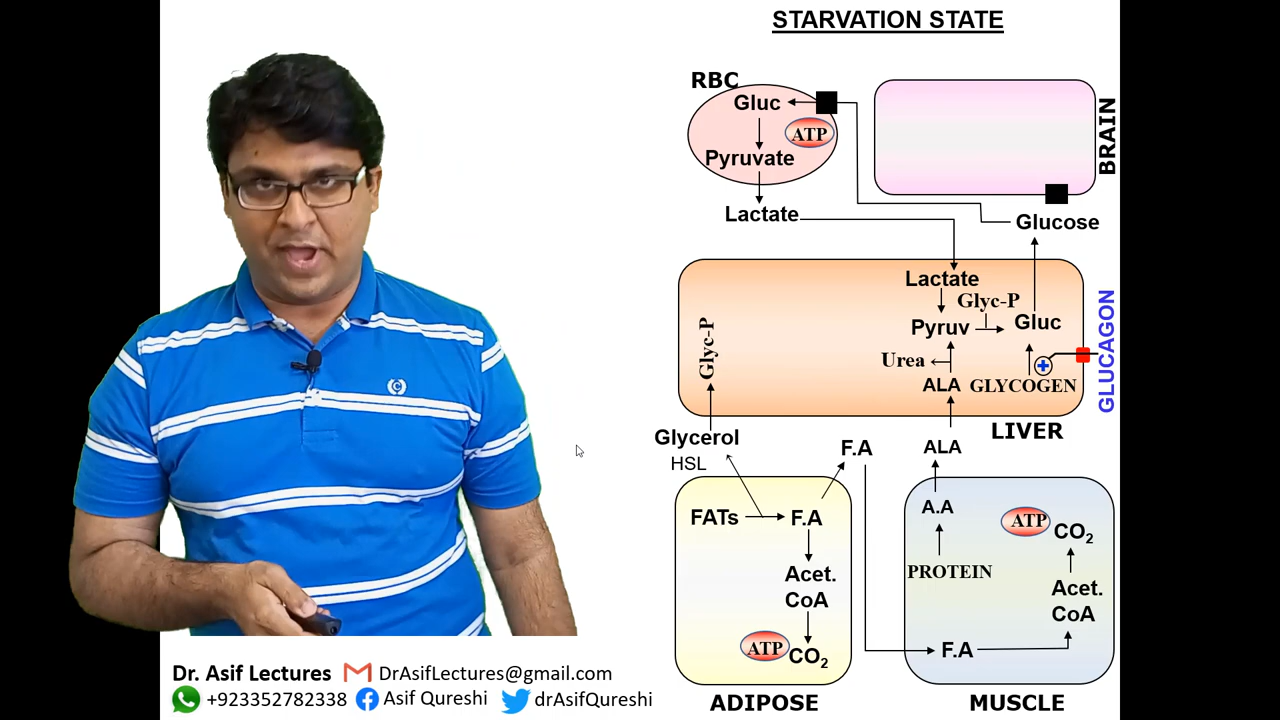 STARVATION STATE
RBC
Gluc
ATP
Pyruvate
Lactate
BRAIN
Glucose
Lactate
Glyc-P
Pyruv
Gluc
Glyc-P
Urea
ALA
GLYCOGEN
GLUCAGON
LIVER
Glycerol
HSL
F.A
ALA
FATs
F.A
Acet.
CoA
ATP
CO2
ADIPOSE
A.A
ATP
CO2
PROTEIN
Acet.
CoA
F.A
MUSCLE
Dr. Asif Lectures DrAsifLectures@gmail.com
+923352782338 Asif Qureshi drAsifQureshi